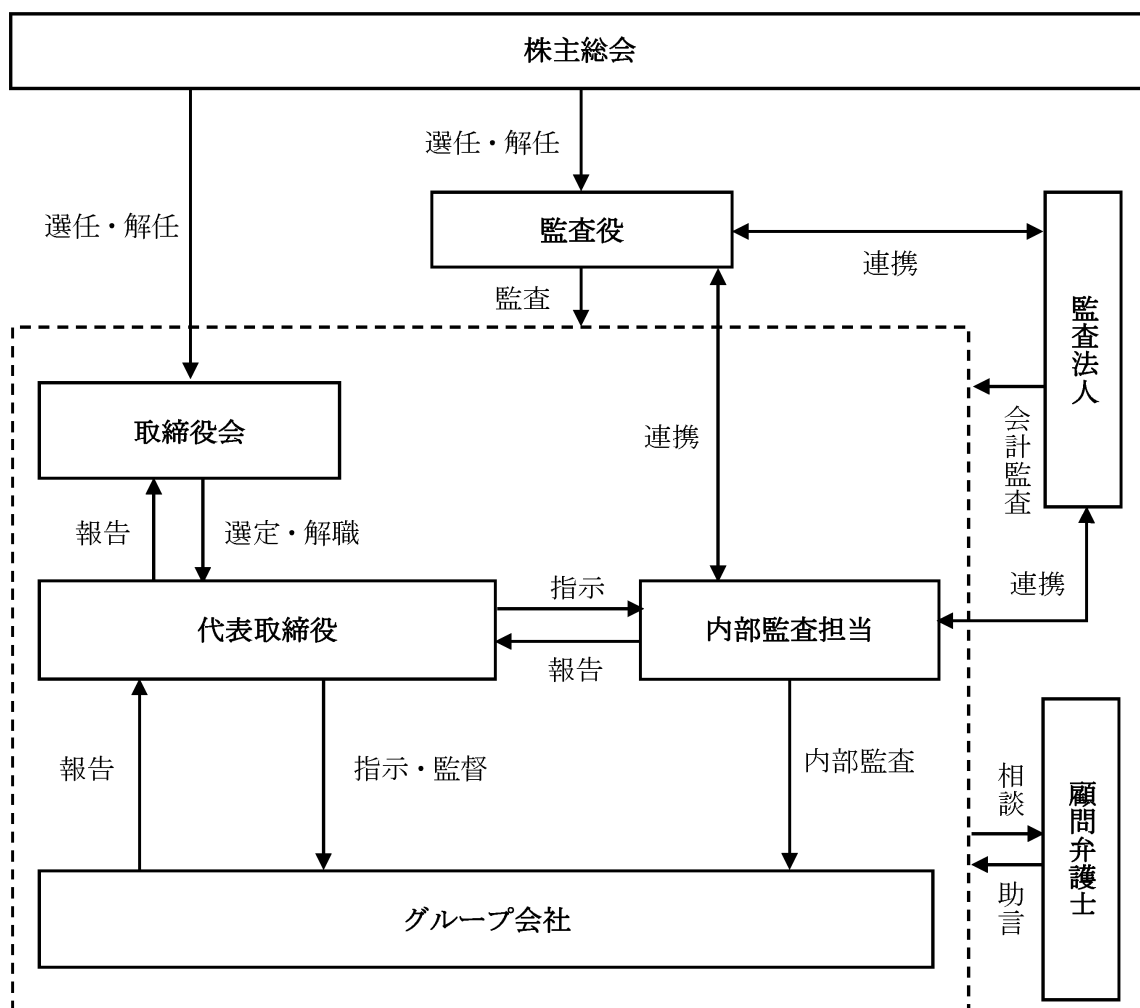 株主総会
選任・解任
選任・解任
監査役
連携
監査
監査法人
会計監査
取締役会
連携
報告
選定・解職
指示
連携
代表取締役
内部監査担当
報告
報告
指示・監督
内部監査
相談
顧問弁護士
助言
グループ会社